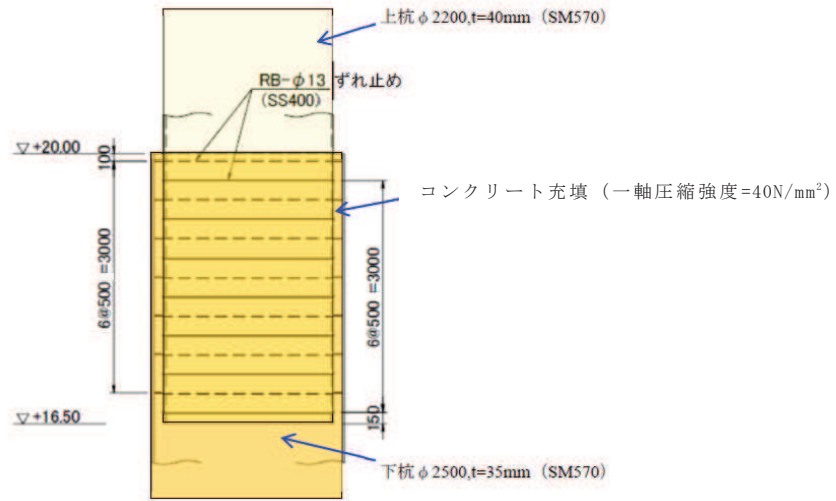 上杭φ2200,t=40mm（SM570）
RB-φ13 ずれ止め
(SS400)
▽+20.00
100
コンクリート充填（一軸圧縮強度=40N/mm²）
6@500 =3000
6@500 =3000
▽+16.50
150
下杭φ2500,t=35mm（SM570）